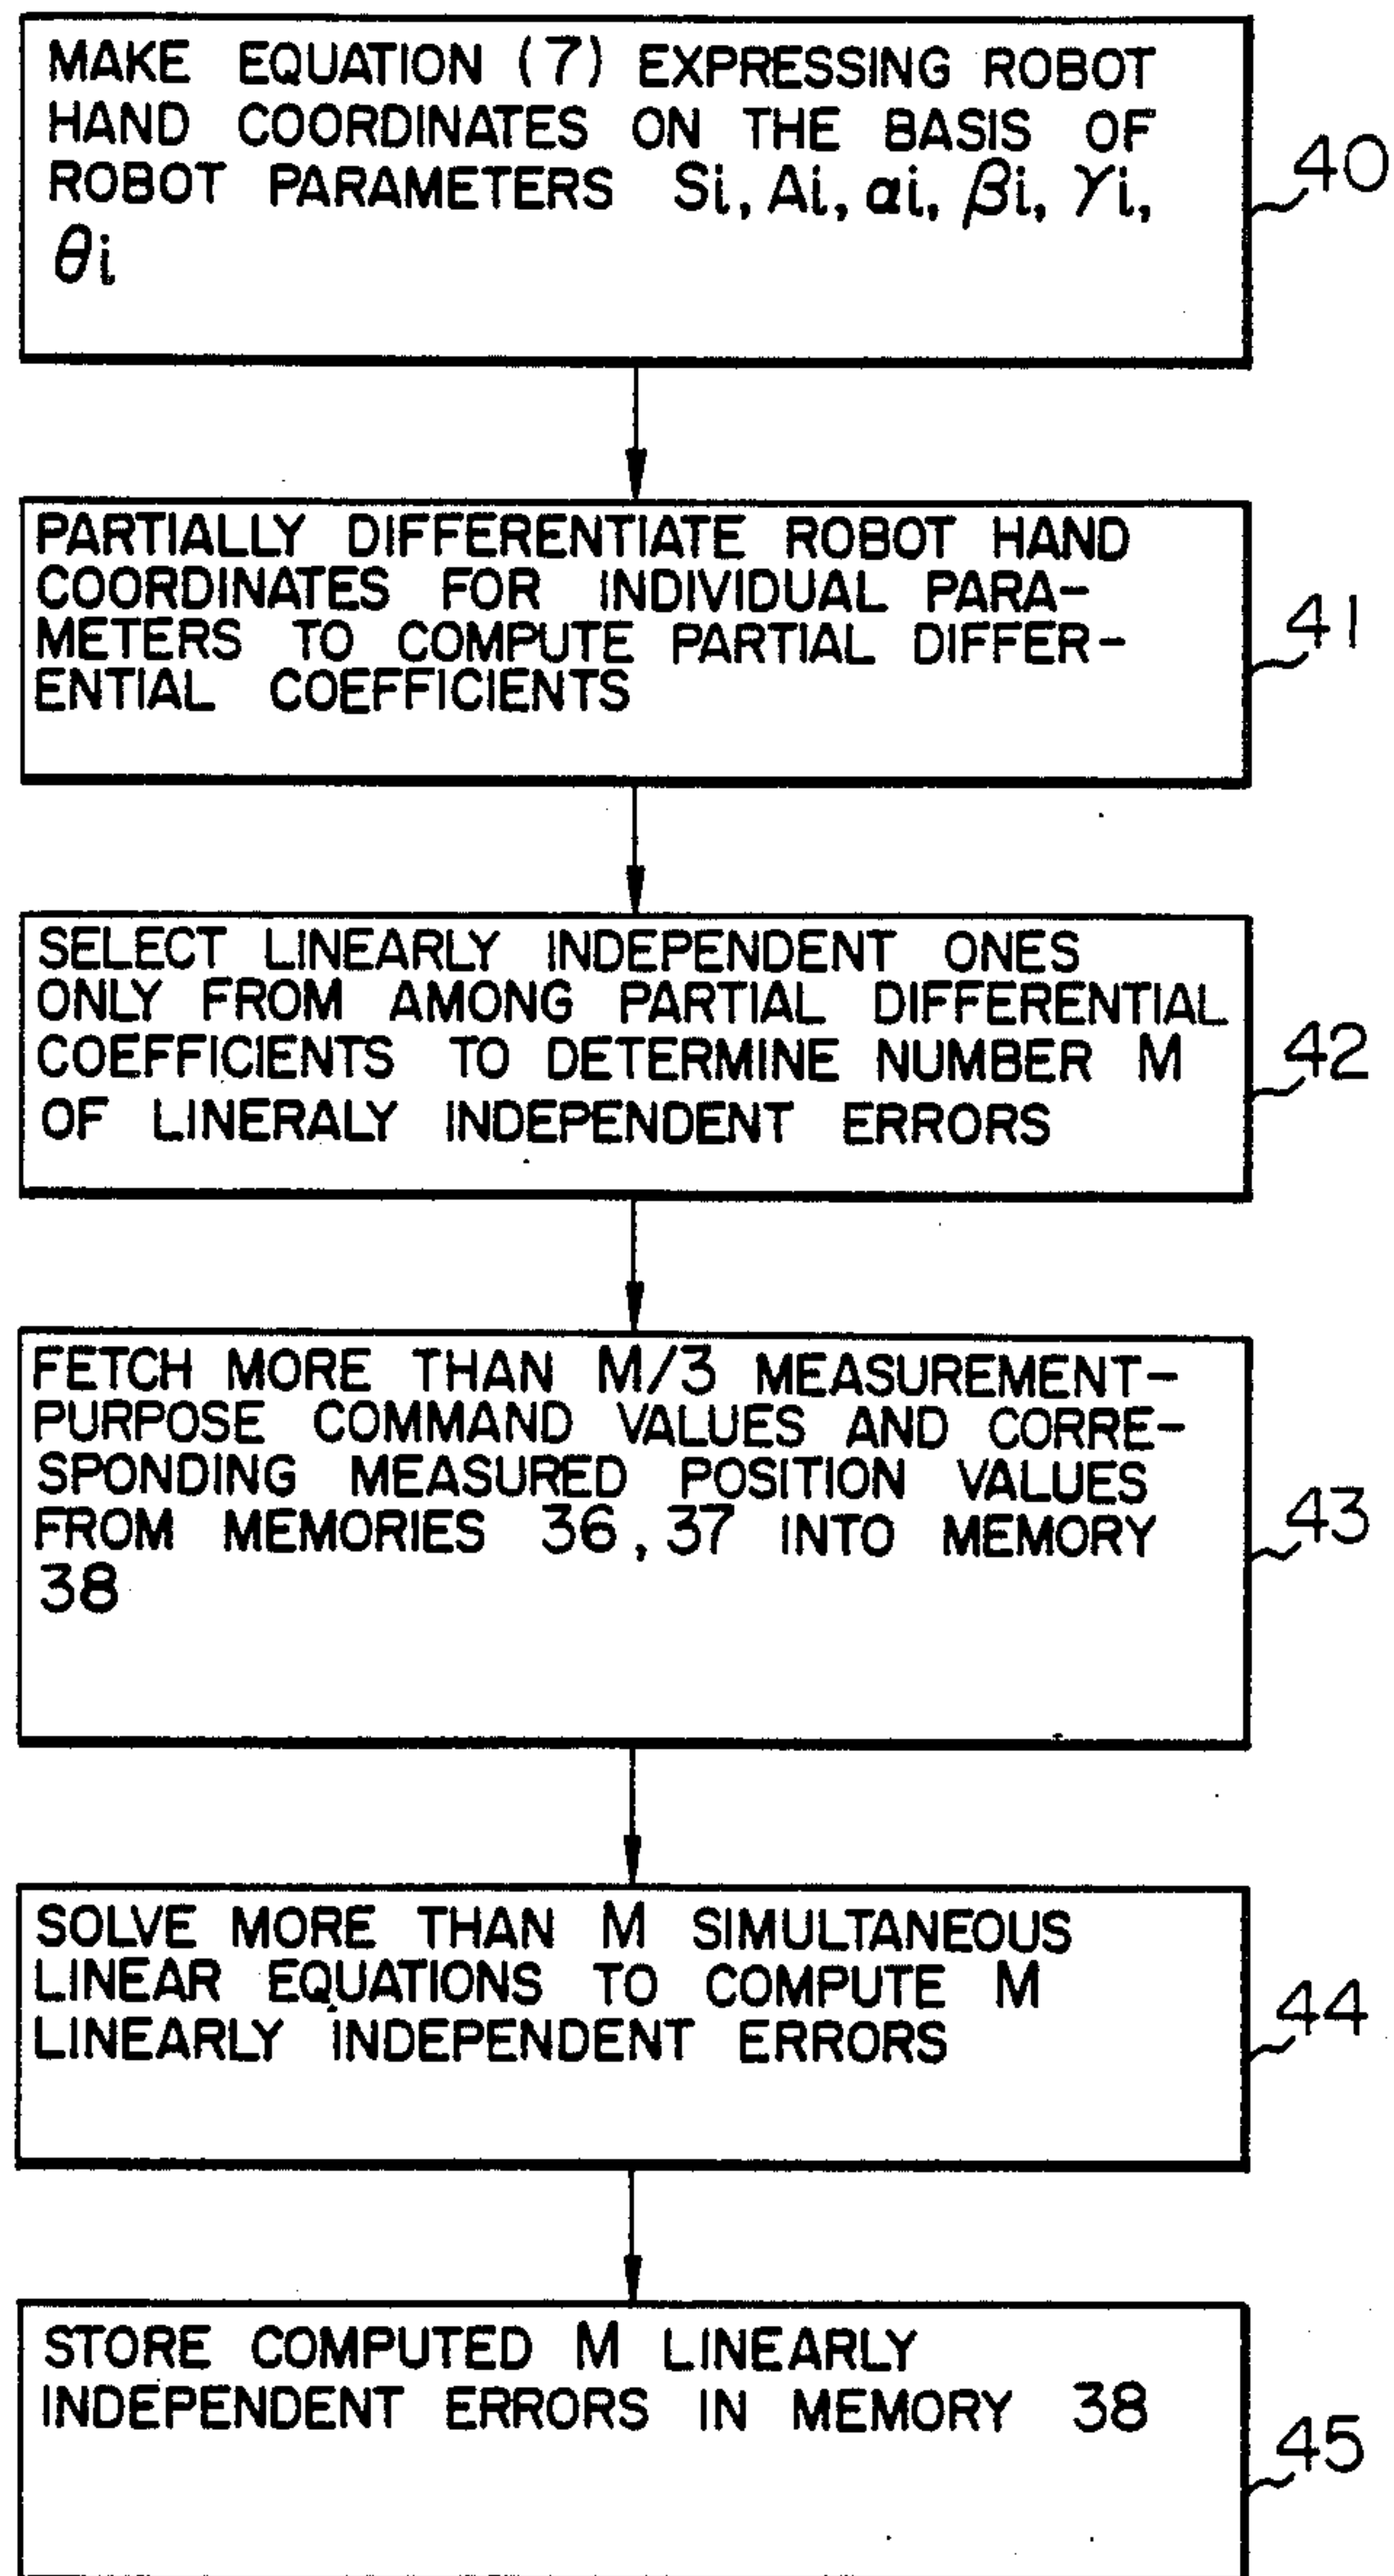 MAKE EQUATION (7) EXPRESSING ROBOT
HAND COORDINATES ON THE BASIS OF
ROBOT PARAMETERS Si, Ai, αi, βi, γi,
θi
40
PARTIALLY DIFFERENTIATE ROBOT HAND
COORDINATES FOR INDIVIDUAL PARA-
METERS TO COMPUTE PARTIAL DIFFER-
ENTIAL COEFFICIENTS
41
SELECT LINEARLY INDEPENDENT ONES
ONLY FROM AMONG PARTIAL DIFFERENTIAL
COEFFICIENTS TO DETERMINE NUMBER M
OF LINERALY INDEPENDENT ERRORS
42
FETCH MORE THAN M/3 MEASUREMENT-
PURPOSE COMMAND VALUES AND CORRE-
SPONDING MEASURED POSITION VALUES
FROM MEMORIES 36, 37 INTO MEMORY
38
43
SOLVE MORE THAN M SIMULTANEOUS
LINEAR EQUATIONS TO COMPUTE M
LINEARLY INDEPENDENT ERRORS
44
STORE COMPUTED M LINEARLY
INDEPENDENT ERRORS IN MEMORY 38
45